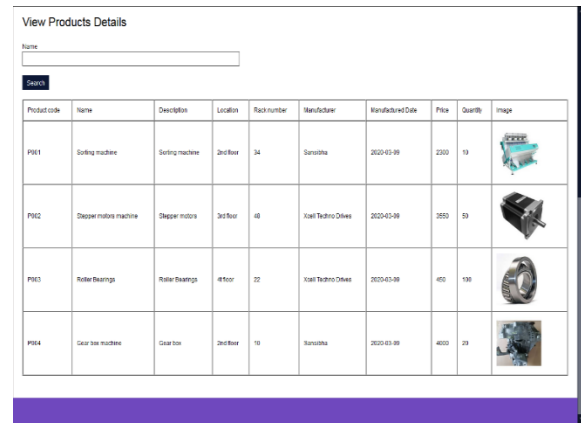 View Products Details
Name
Search
Product code Name Description Location Rack number Manufacturer Manufactured Date Price Quantity Image
P001 Sorting machine Sorting machine 2nd floor 34 2020-03-09 2300 10
P002 Stepper motors machine Stepper motors 3rd floor 48 Xcell Techno Drives 2020-03-09 3550 50
P003 Roller Bearings Roller Bearings 4t floor 22 Xcell Techno Drives 2020-03-09 450 100
P004 Gear box machine Gear box 2nd floor 10 2020-03-09 4000 20